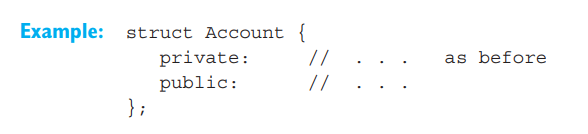 Example: struct Account {
private: // . . . as before
public: // . . .
};